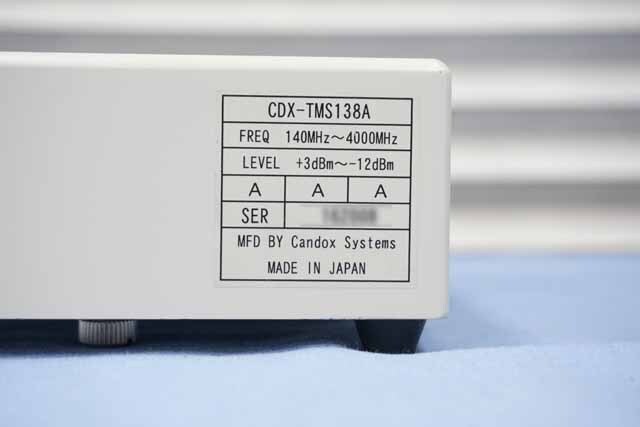 CDX-TMS138A
FREQ 140MHz～4000MHz
LEVEL +3dBm～-12dBm
A A A
SER
MFD BY Candox Systems
MADE IN JAPAN